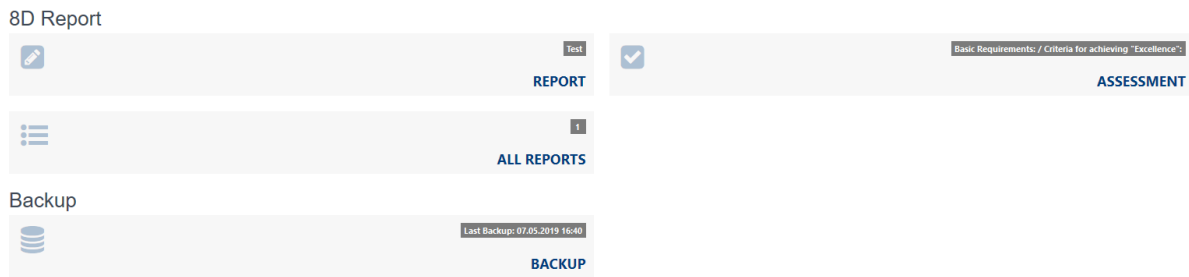 8D Report
Test
REPORT
Basic Requirements: / Criteria for achieving "Excellence":
ASSESSMENT
1
ALL REPORTS
Backup
Last Backup: 07.05.2019 16:40
BACKUP